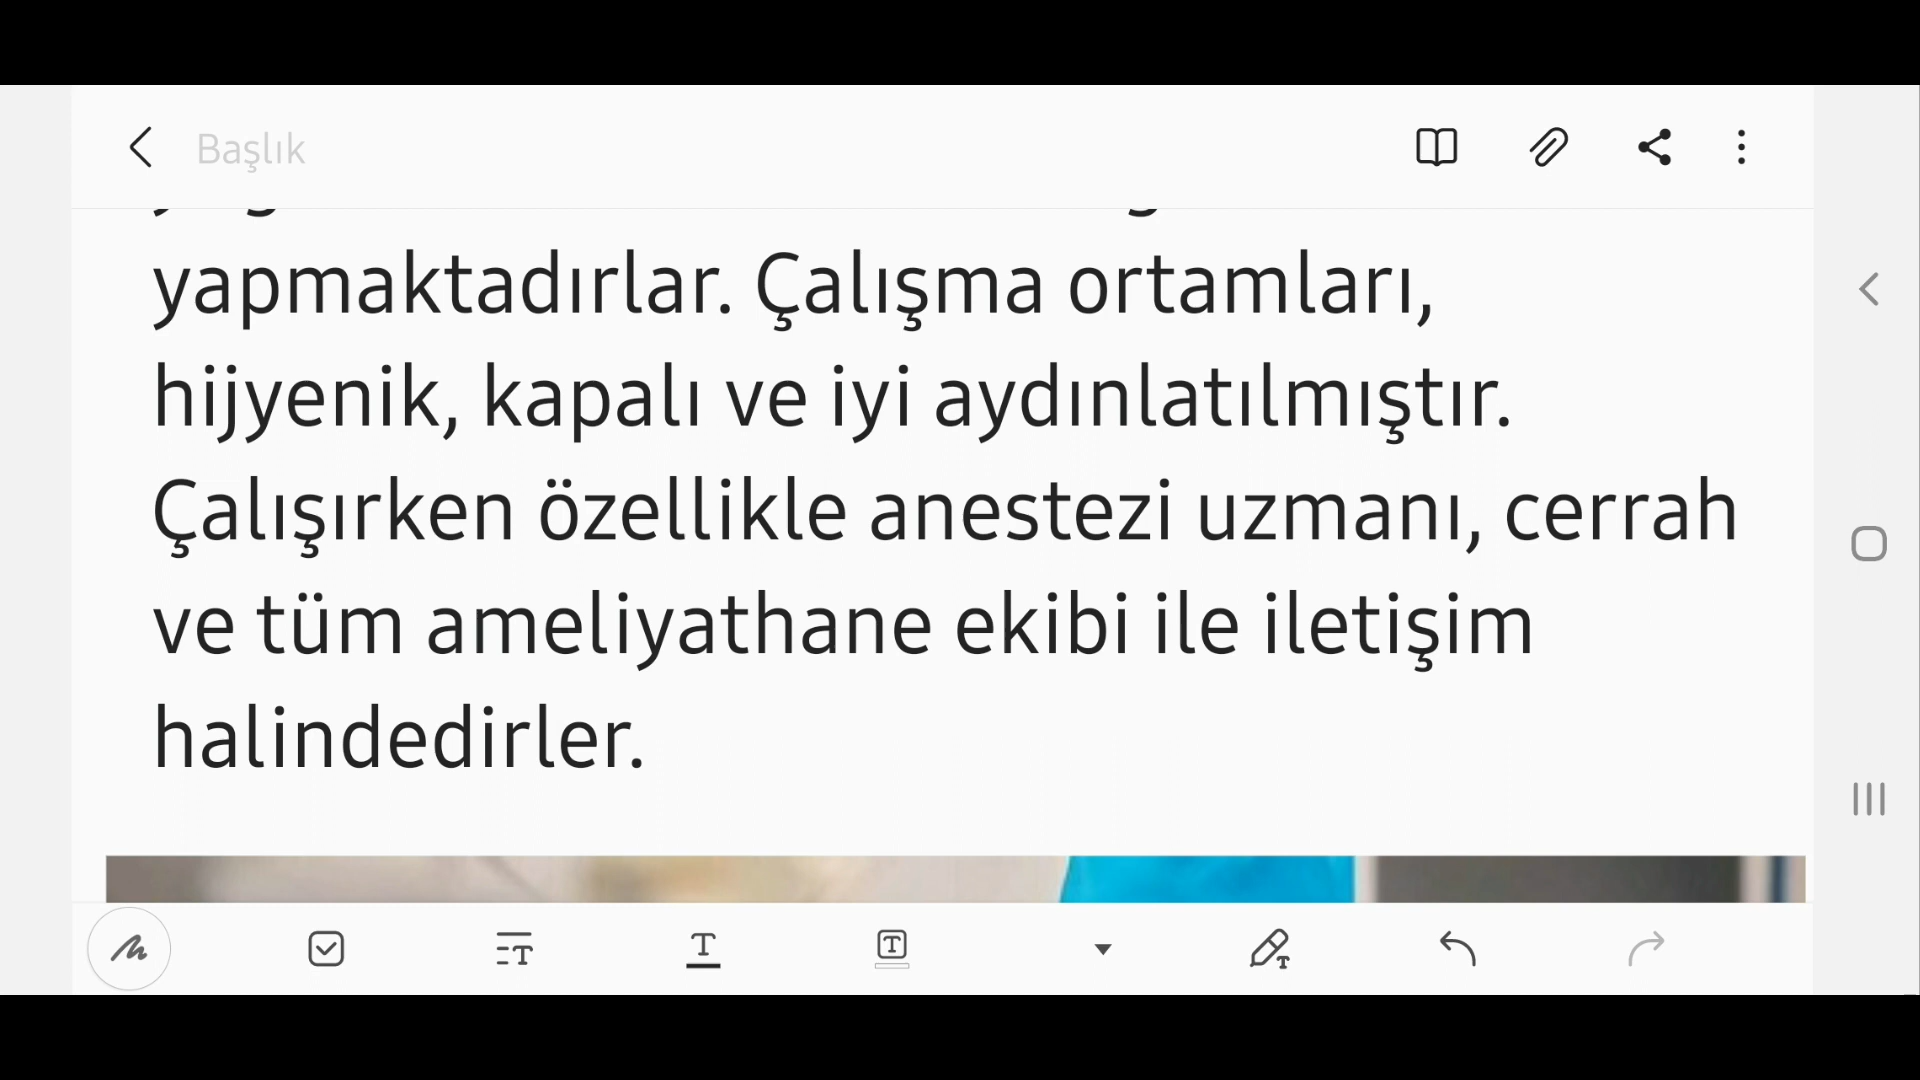 Başlık
yapmaktadırlar. Çalışma ortamları,
hijyenik, kapalı ve iyi aydınlatılmıştır.
Çalışırken özellikle anestezi uzmanı, cerrah
ve tüm ameliyathane ekibi ile iletişim
halindedirler.